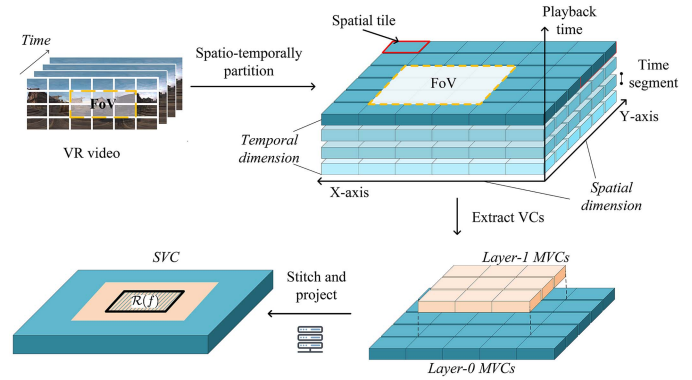 Time
FoV
VR video
Spatio-temporally
partition
Spatial tile
Playback
time
FoV
Time
segment
Y-axis
Temporal
dimension
X-axis
Spatial
dimension
Extract VCs
SVC
R(f)
Stitch and
project
Layer-1 MVCs
Layer-0 MVCs